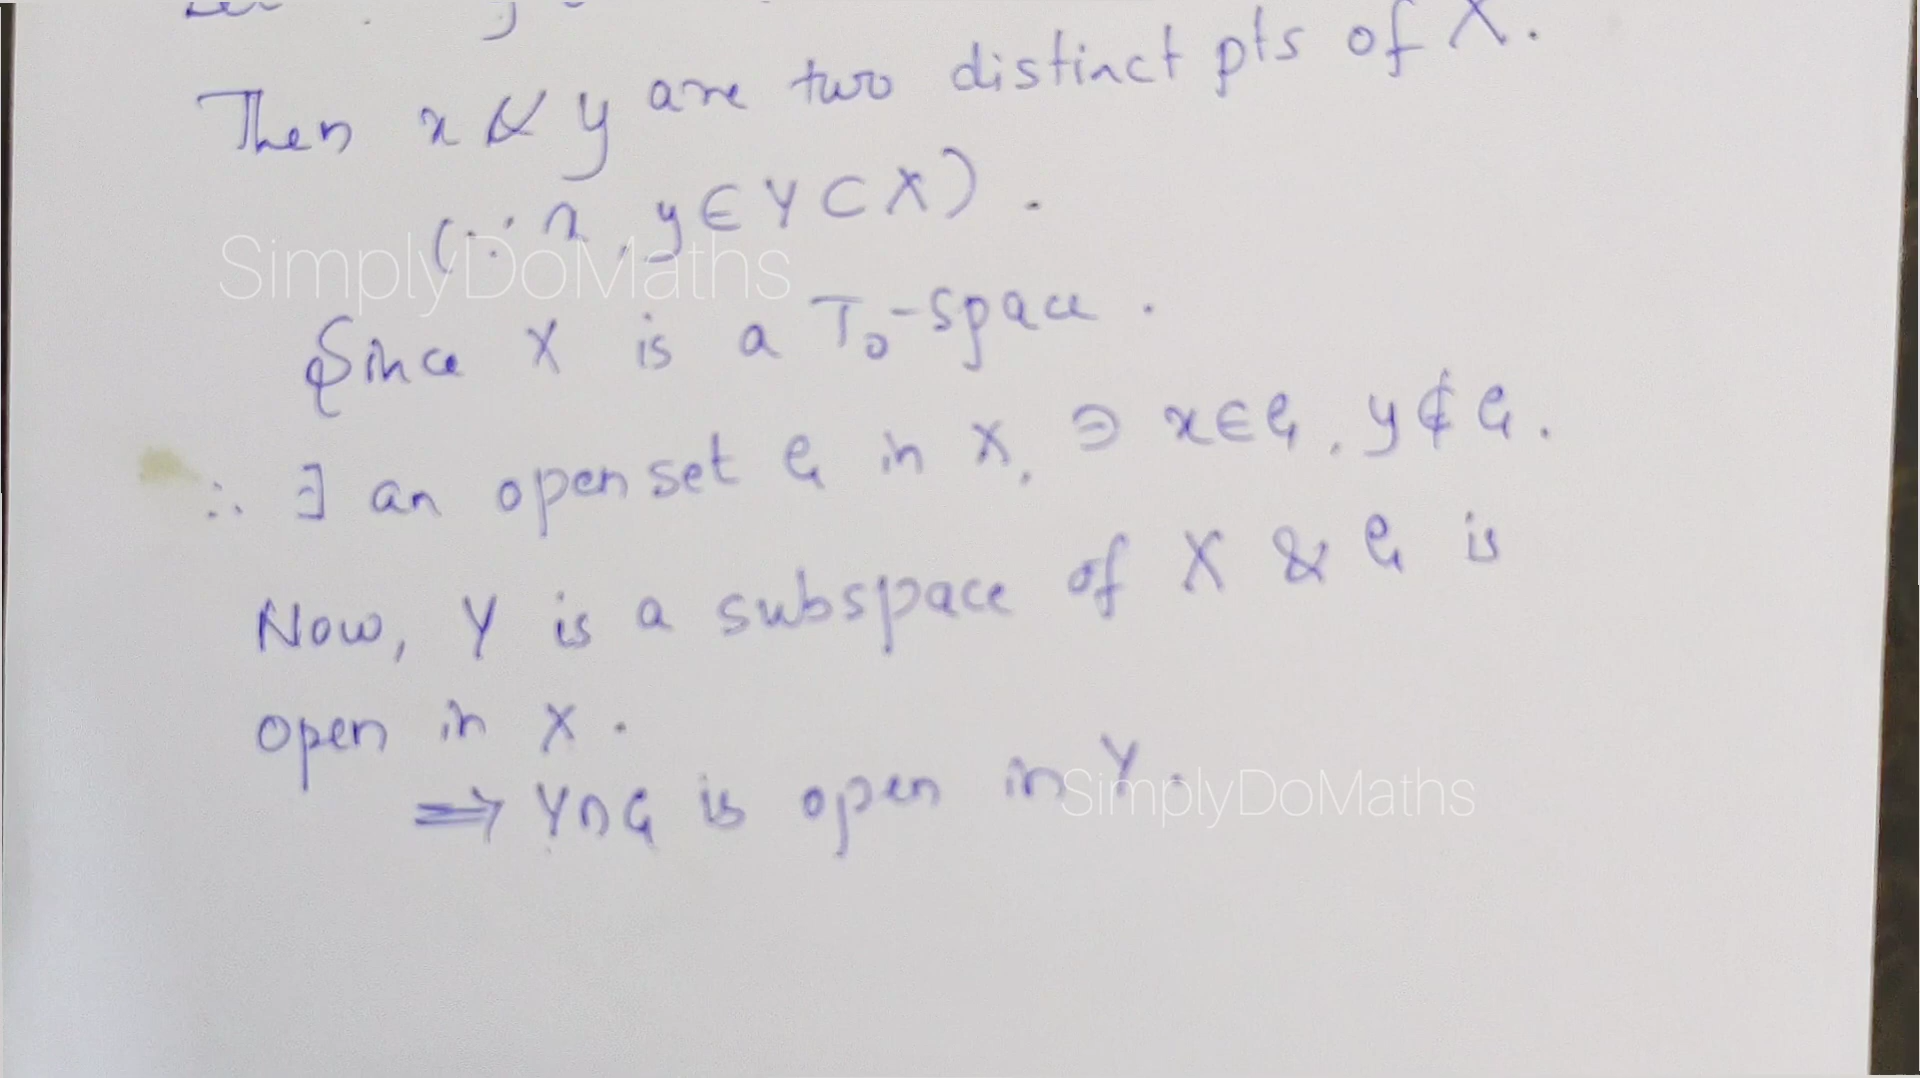 Then x & y are two distinct pts of X.
(∵ x, y ∈ Y ⊂ X).
SimplyDoMaths
Since X is a T₀-space.
∴ ∃ an open set G in X, ∋ x ∈ G, y ∉ G.
Now, Y is a subspace of X & G is
open in X.
⇒ Y ∩ G is open in Y.
SimplyDoMaths